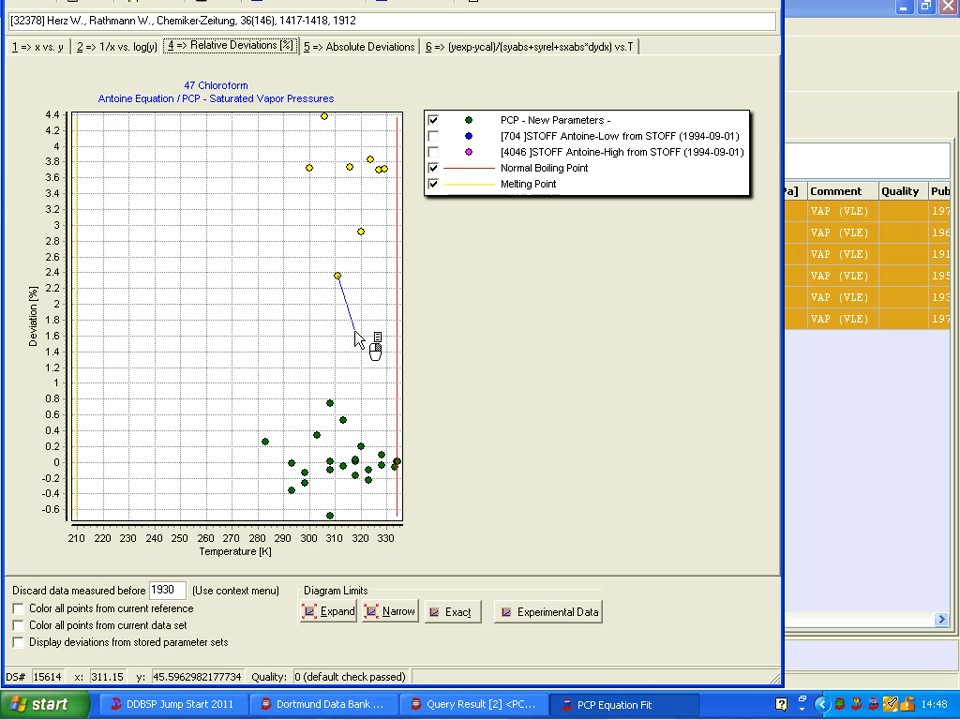 [32378] Herz W., Rathmann W., Chemiker-Zeitung, 36(146), 1417-1418, 1912
1 => x vs. y
2 => 1/x vs. log(y)
4 => Relative Deviations [%]
5 => Absolute Deviations
6 => (yexp-ycal)/(syabs+syrel+sxabs*dydx) vs.T
47 Chloroform
Antoine Equation / PCP - Saturated Vapor Pressures
4.4
4.2
4
3.8
3.6
3.4
3.2
3
2.8
2.6
2.4
2.2
2
1.8
1.6
1.4
1.2
1
0.8
0.6
0.4
0.2
0
-0.2
-0.4
-0.6
Deviation [%]
210 220 230 240 250 260 270 280 290 300 310 320 330
Temperature [K]
PCP - New Parameters -
[704 ]STOFF Antoine-Low from STOFF (1994-09-01)
[4046 ]STOFF Antoine-High from STOFF (1994-09-01)
Normal Boiling Point
Melting Point
Pa] Comment Quality Pub
VAP (VLE) 197
VAP (VLE) 196
VAP (VLE) 191
VAP (VLE) 195
VAP (VLE) 193
VAP (VLE) 197
Discard data measured before 1930 (Use context menu)
Color all points from current reference
Color all points from current data set
Display deviations from stored parameter sets
Diagram Limits
Expand Narrow Exact Experimental Data
DS# 15614 x: 311.15 y: 45.5962982177734 Quality: 0 (default check passed)
start DDBSP Jump Start 2011 Dortmund Data Bank ... Query Result [2] <PC... PCP Equation Fit ? 14:48